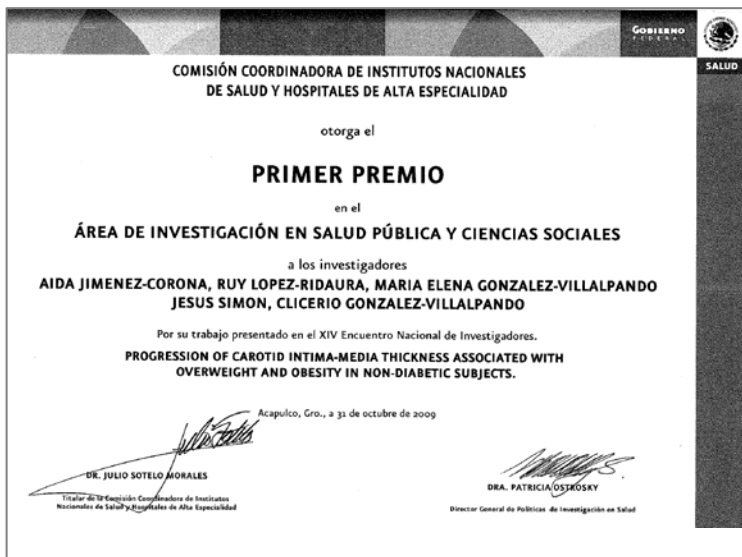 GOBIERNO
FEDERAL
SALUD
COMISIÓN COORDINADORA DE INSTITUTOS NACIONALES
DE SALUD Y HOSPITALES DE ALTA ESPECIALIDAD
otorga el
PRIMER PREMIO
en el
ÁREA DE INVESTIGACIÓN EN SALUD PÚBLICA Y CIENCIAS SOCIALES
a los investigadores
AIDA JIMENEZ-CORONA, RUY LOPEZ-RIDAURA, MARIA ELENA GONZALEZ-VILLALPANDO
JESUS SIMON, CLICERIO GONZALEZ-VILLALPANDO
Por su trabajo presentado en el XIV Encuentro Nacional de Investigadores.
PROGRESSION OF CAROTID INTIMA-MEDIA THICKNESS ASSOCIATED WITH
OVERWEIGHT AND OBESITY IN NON-DIABETIC SUBJECTS.
Acapulco, Gro., a 31 de octubre de 2009
DR. JULIO SOTELO MORALES
Titular de la Comisión Coordinadora de Institutos
Nacionales de Salud y Hospitales de Alta Especialidad
DRA. PATRICIA OSTROSKY
Director General de Políticas de Investigación en Salud